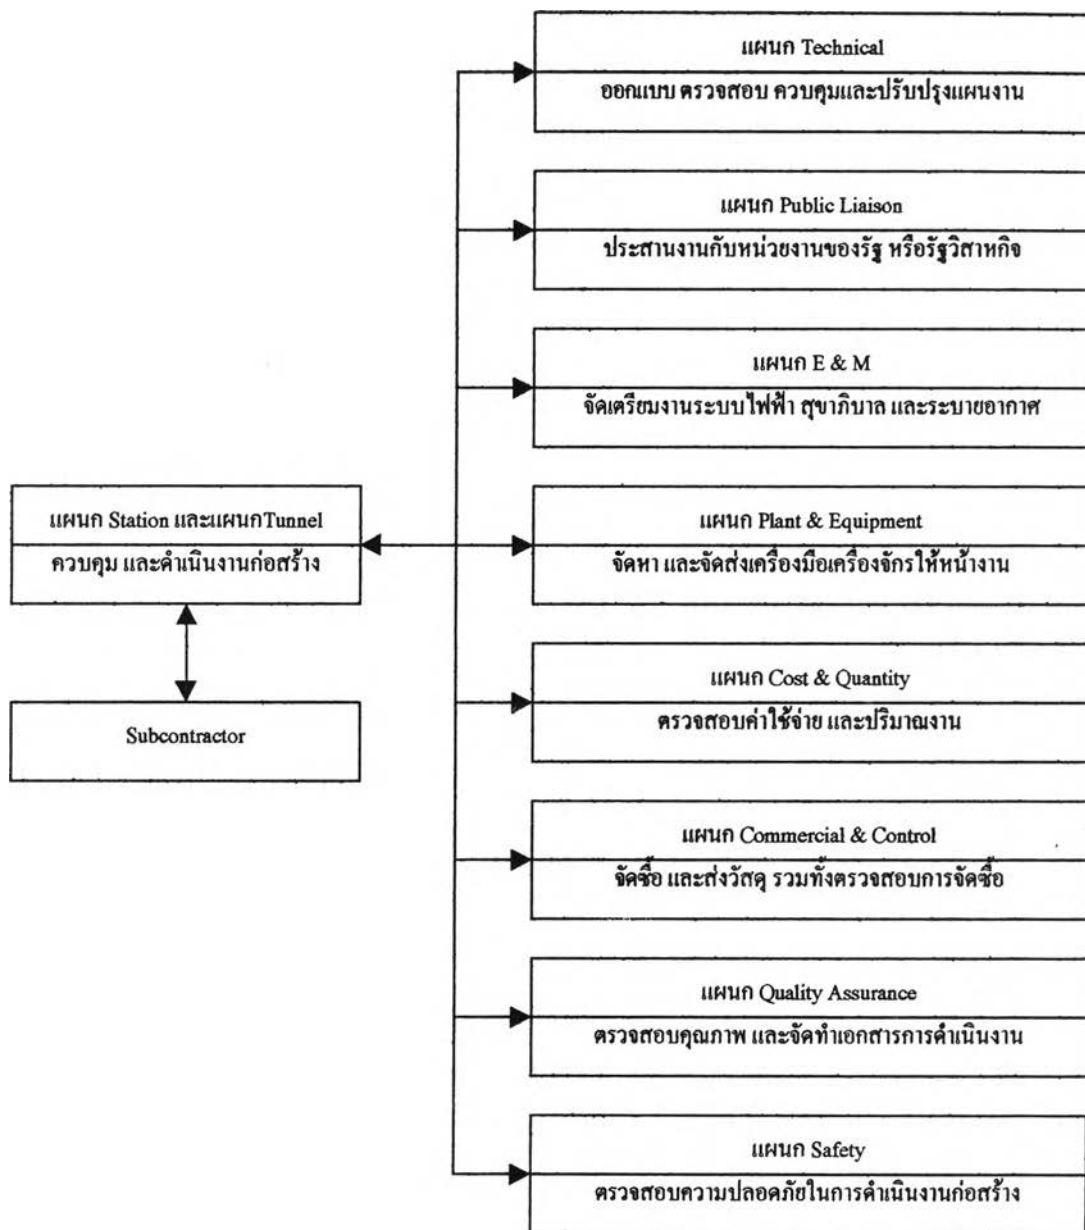 แผนก Technical
ออกแบบ ตรวจสอบ ควบคุมและปรับปรุงแผนงาน
แผนก Public Liaison
ประสานงานกับหน่วยงานของรัฐ หรือรัฐวิสาหกิจ
แผนก E & M
จัดเตรียมงานระบบไฟฟ้า สุขาภิบาล และระบายอากาศ
แผนก Station และแผนกTunnel
ควบคุม และดำเนินงานก่อสร้าง
แผนก Plant & Equipment
จัดหา และจัดส่งเครื่องมือเครื่องจักรให้หน้างาน
Subcontractor
แผนก Cost & Quantity
ตรวจสอบค่าใช้จ่าย และปริมาณงาน
แผนก Commercial & Control
จัดซื้อ และส่งวัสดุ รวมทั้งตรวจสอบการจัดซื้อ
แผนก Quality Assurance
ตรวจสอบคุณภาพ และจัดทำเอกสารการดำเนินงาน
แผนก Safety
ตรวจสอบความปลอดภัยในการดำเนินงานก่อสร้าง